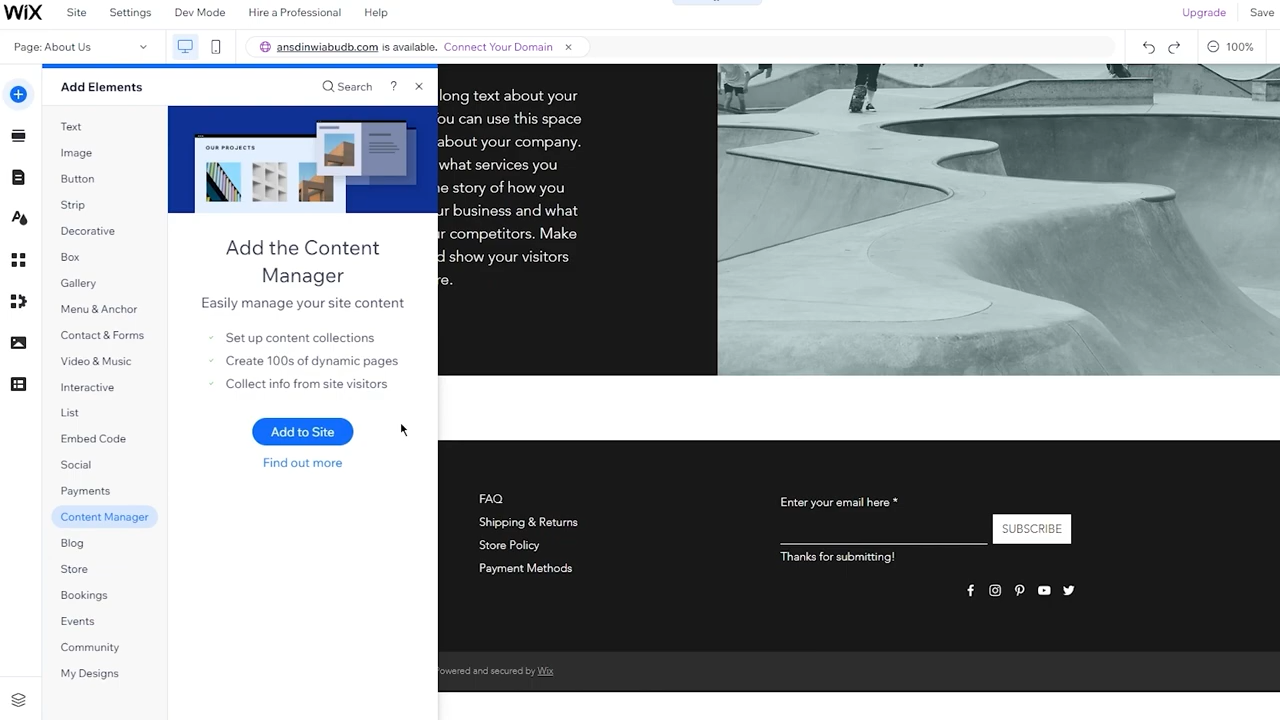 WiX
Site
Settings
Dev Mode
Hire a Professional
Help
Upgrade
Save
Page: About Us
ansdinwiabudb.com is available. Connect Your Domain
100%
Add Elements
Search
?
Text
Image
Button
Strip
Decorative
Box
Gallery
Menu & Anchor
Contact & Forms
Video & Music
Interactive
List
Embed Code
Social
Payments
Content Manager
Blog
Store
Bookings
Events
Community
My Designs
OUR PROJECTS
Add the Content
Manager
Easily manage your site content
Set up content collections
Create 100s of dynamic pages
Collect info from site visitors
Add to Site
Find out more
long text about your
ou can use this space
about your company.
what services you
e story of how you
ur business and what
r competitors. Make
d show your visitors
re.
FAQ
Shipping & Returns
Store Policy
Payment Methods
Enter your email here *
SUBSCRIBE
Thanks for submitting!
Powered and secured by Wix